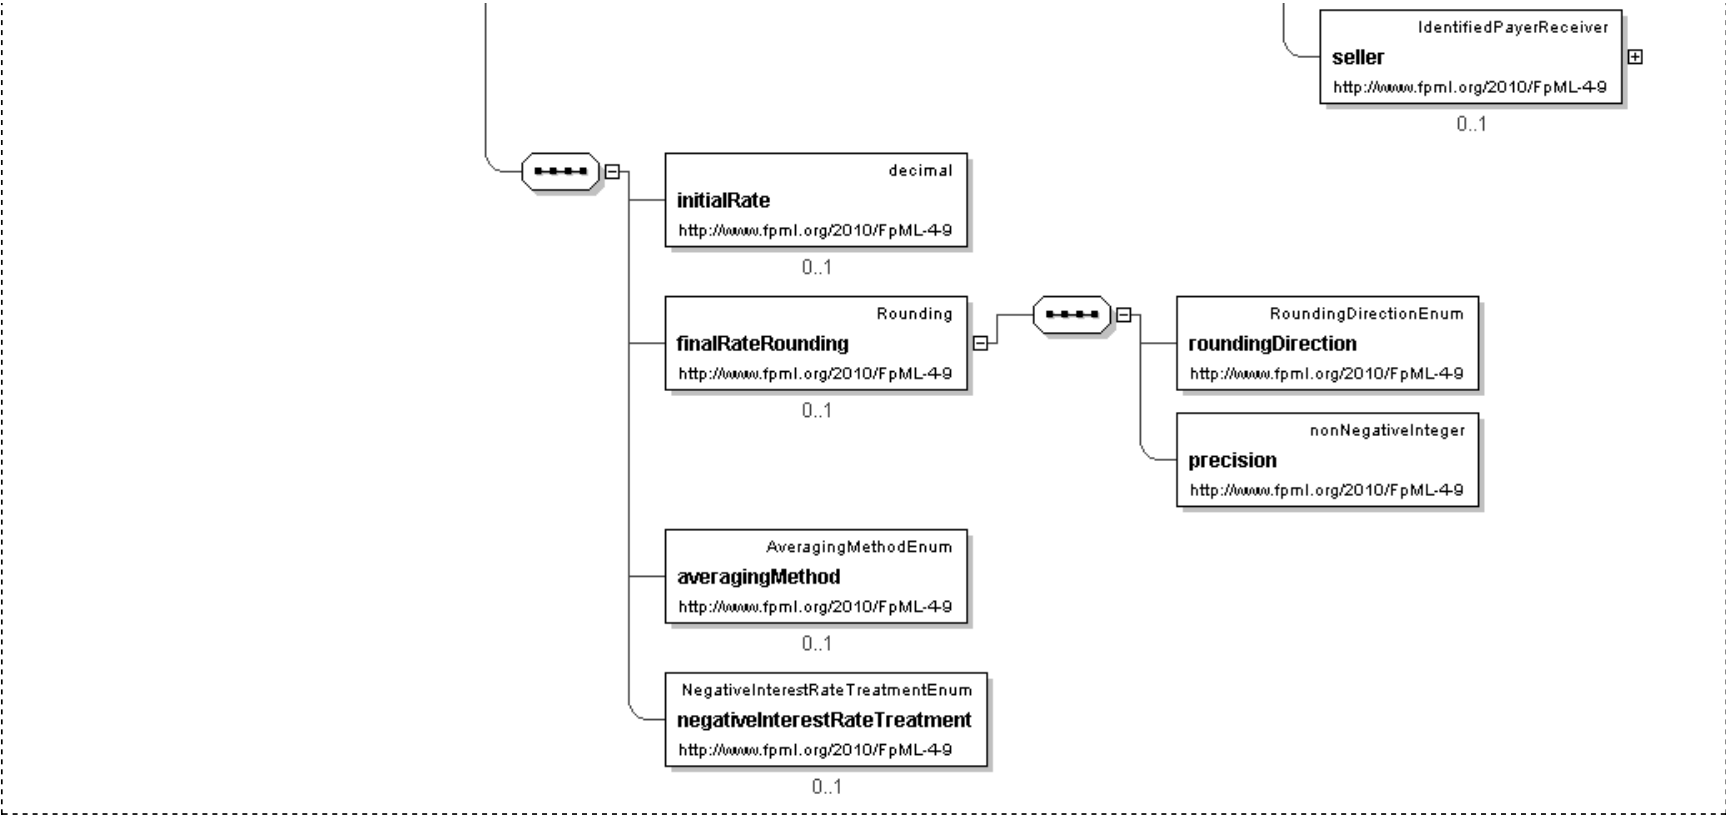 IdentifiedPayerReceiver
seller
http://www.fpml.org/2010/FpML-4-9
0..1
decimal
initialRate
http://www.fpml.org/2010/FpML-4-9
0..1
Rounding
finalRateRounding
http://www.fpml.org/2010/FpML-4-9
0..1
RoundingDirectionEnum
roundingDirection
http://www.fpml.org/2010/FpML-4-9
nonNegativeInteger
precision
http://www.fpml.org/2010/FpML-4-9
AveragingMethodEnum
averagingMethod
http://www.fpml.org/2010/FpML-4-9
0..1
NegativeInterestRateTreatmentEnum
negativeInterestRateTreatment
http://www.fpml.org/2010/FpML-4-9
0..1